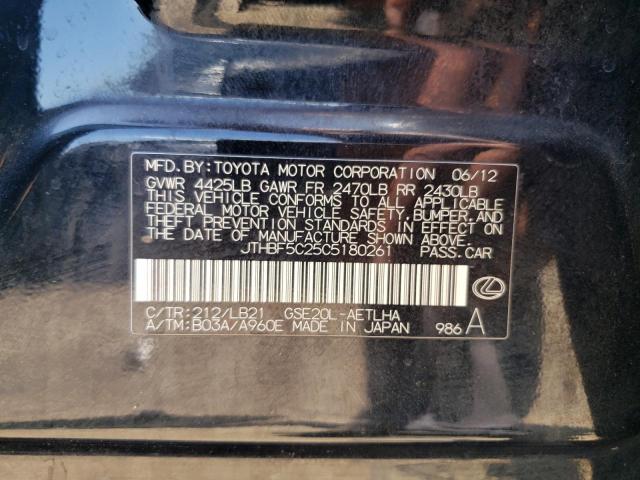 MFD.BY:TOYOTA MOTOR CORPORATION 06/12
GVWR 4425LB GAWR FR 2470LB RR 2430LB
THIS VEHICLE CONFORMS TO ALL APPLICABLE
FEDERAL MOTOR VEHICLE SAFETY, BUMPER,AND
THEFT PREVENTION STANDARDS IN EFFECT ON
THE DATE OF MANUFACTURE SHOWN ABOVE.
JTHBF5C25C5180261 PASS.CAR
C/TR:212/LB21 GSE20L-AETLHA
A/TM:B03A/A960E MADE IN JAPAN 986 A